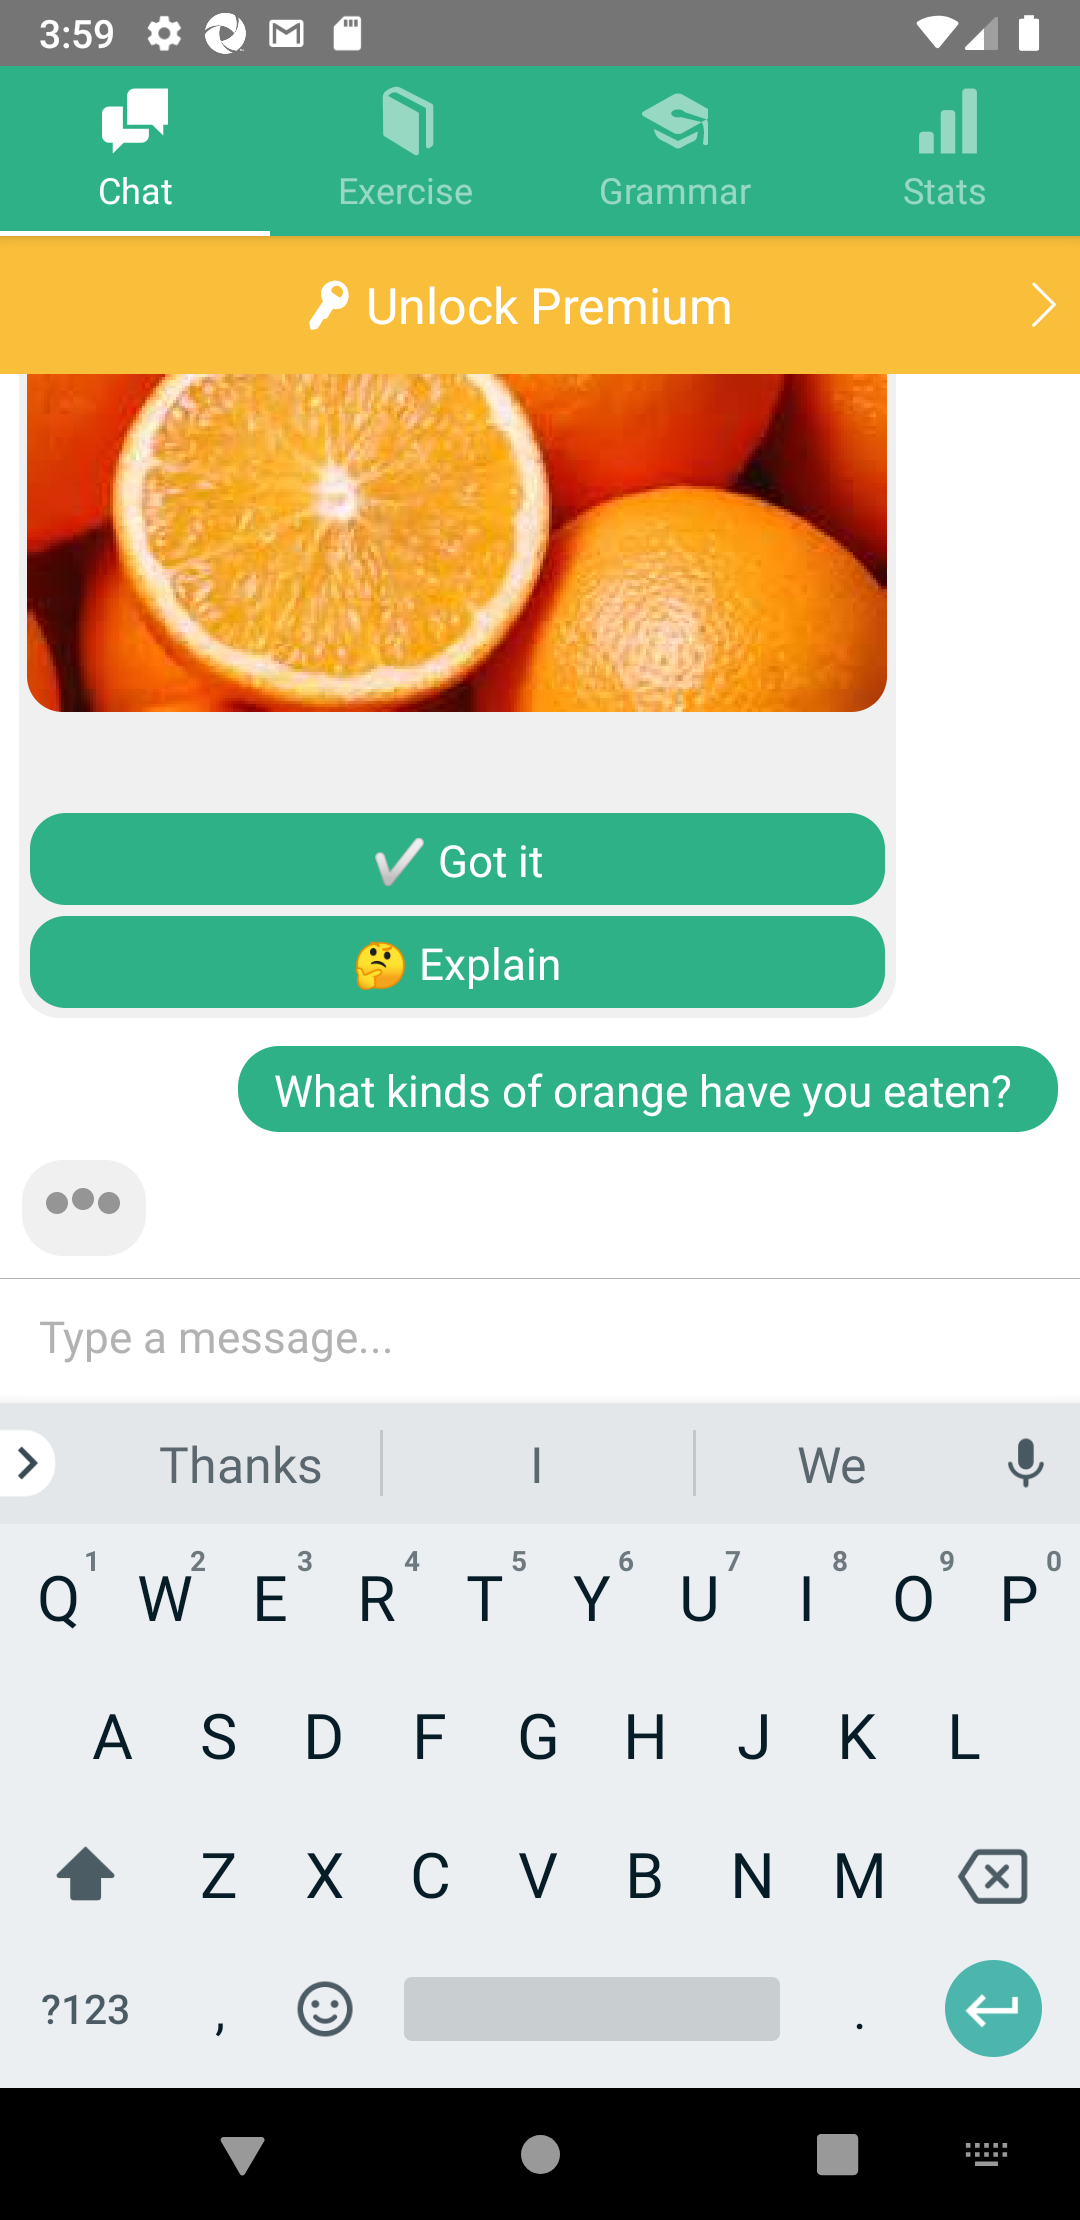 3:59
Chat
Exercise
Grammar
Stats
Unlock Premium
Got it
Explain
What kinds of orange have you eaten?
Type a message...
Thanks
I
We
1 2 3 4 5 6 7 8 9 0
Q W E R T Y U I O P
A S D F G H J K L
Z X C V B N M
?123 , .